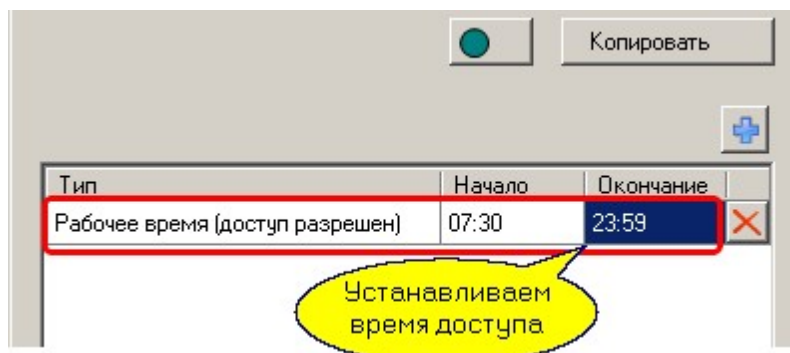 Копировать
Тип Начало Окончание
Рабочее время (доступ разрешен) 07:30 23:59
Устанавливаем
время доступа